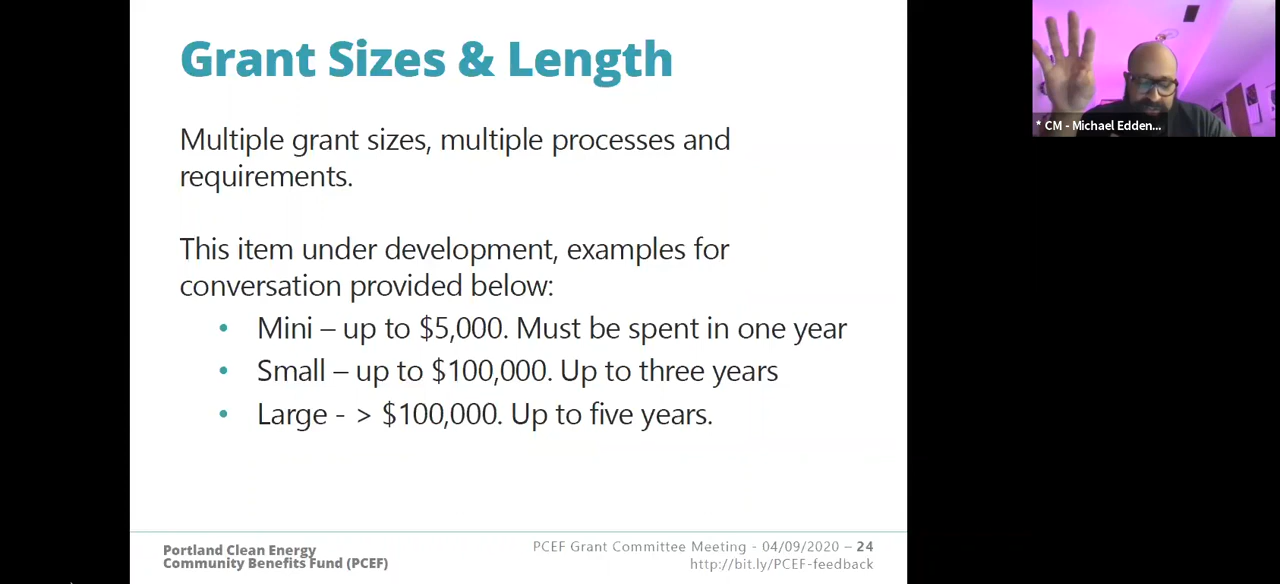 Grant Sizes & Length
Multiple grant sizes, multiple processes and
requirements.
This item under development, examples for
conversation provided below:
• Mini – up to $5,000. Must be spent in one year
• Small – up to $100,000. Up to three years
• Large - > $100,000. Up to five years.
Portland Clean Energy
Community Benefits Fund (PCEF)
PCEF Grant Committee Meeting - 04/09/2020 – 24
http://bit.ly/PCEF-feedback
* CM - Michael Edden...